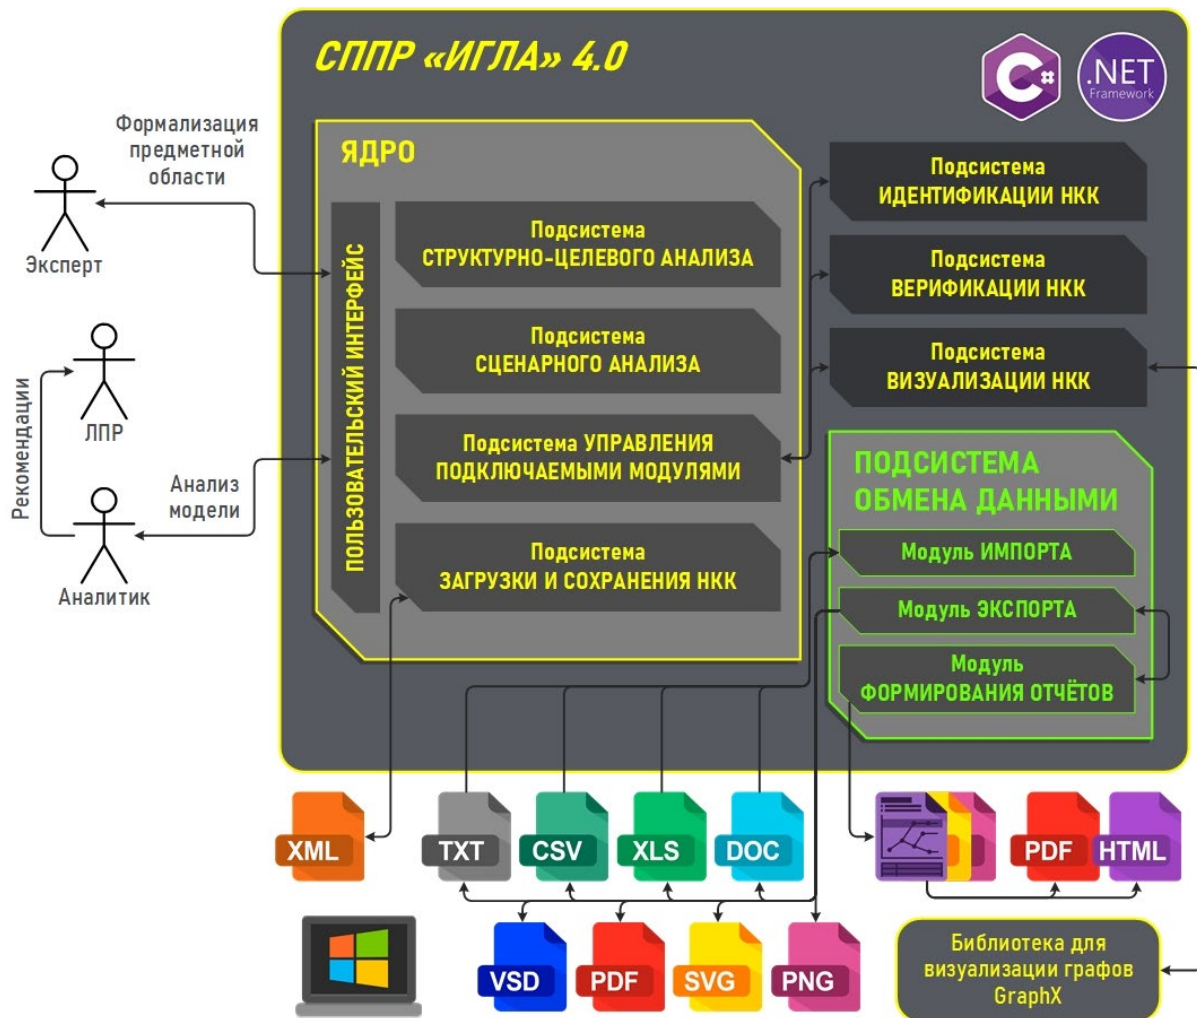 СППР «ИГЛА» 4.0
C#
.NET
Framework
Формализация
предметной
области
Эксперт
ЛПР
Рекомендации
Анализ
модели
Аналитик
ЯДРО
ПОЛЬЗОВАТЕЛЬСКИЙ ИНТЕРФЕЙС
Подсистема
СТРУКТУРНО-ЦЕЛЕВОГО АНАЛИЗА
Подсистема
СЦЕНАРНОГО АНАЛИЗА
Подсистема УПРАВЛЕНИЯ
ПОДКЛЮЧАЕМЫМИ МОДУЛЯМИ
Подсистема
ЗАГРУЗКИ И СОХРАНЕНИЯ НКК
Подсистема
ИДЕНТИФИКАЦИИ НКК
Подсистема
ВЕРИФИКАЦИИ НКК
Подсистема
ВИЗУАЛИЗАЦИИ НКК
ПОДСИСТЕМА
ОБМЕНА ДАННЫМИ
Модуль ИМПОРТА
Модуль ЭКСПОРТА
Модуль
ФОРМИРОВАНИЯ ОТЧЁТОВ
XML
TXT
CSV
XLS
DOC
PDF
HTML
VSD
PDF
SVG
PNG
Библиотека для
визуализации графов
GraphX